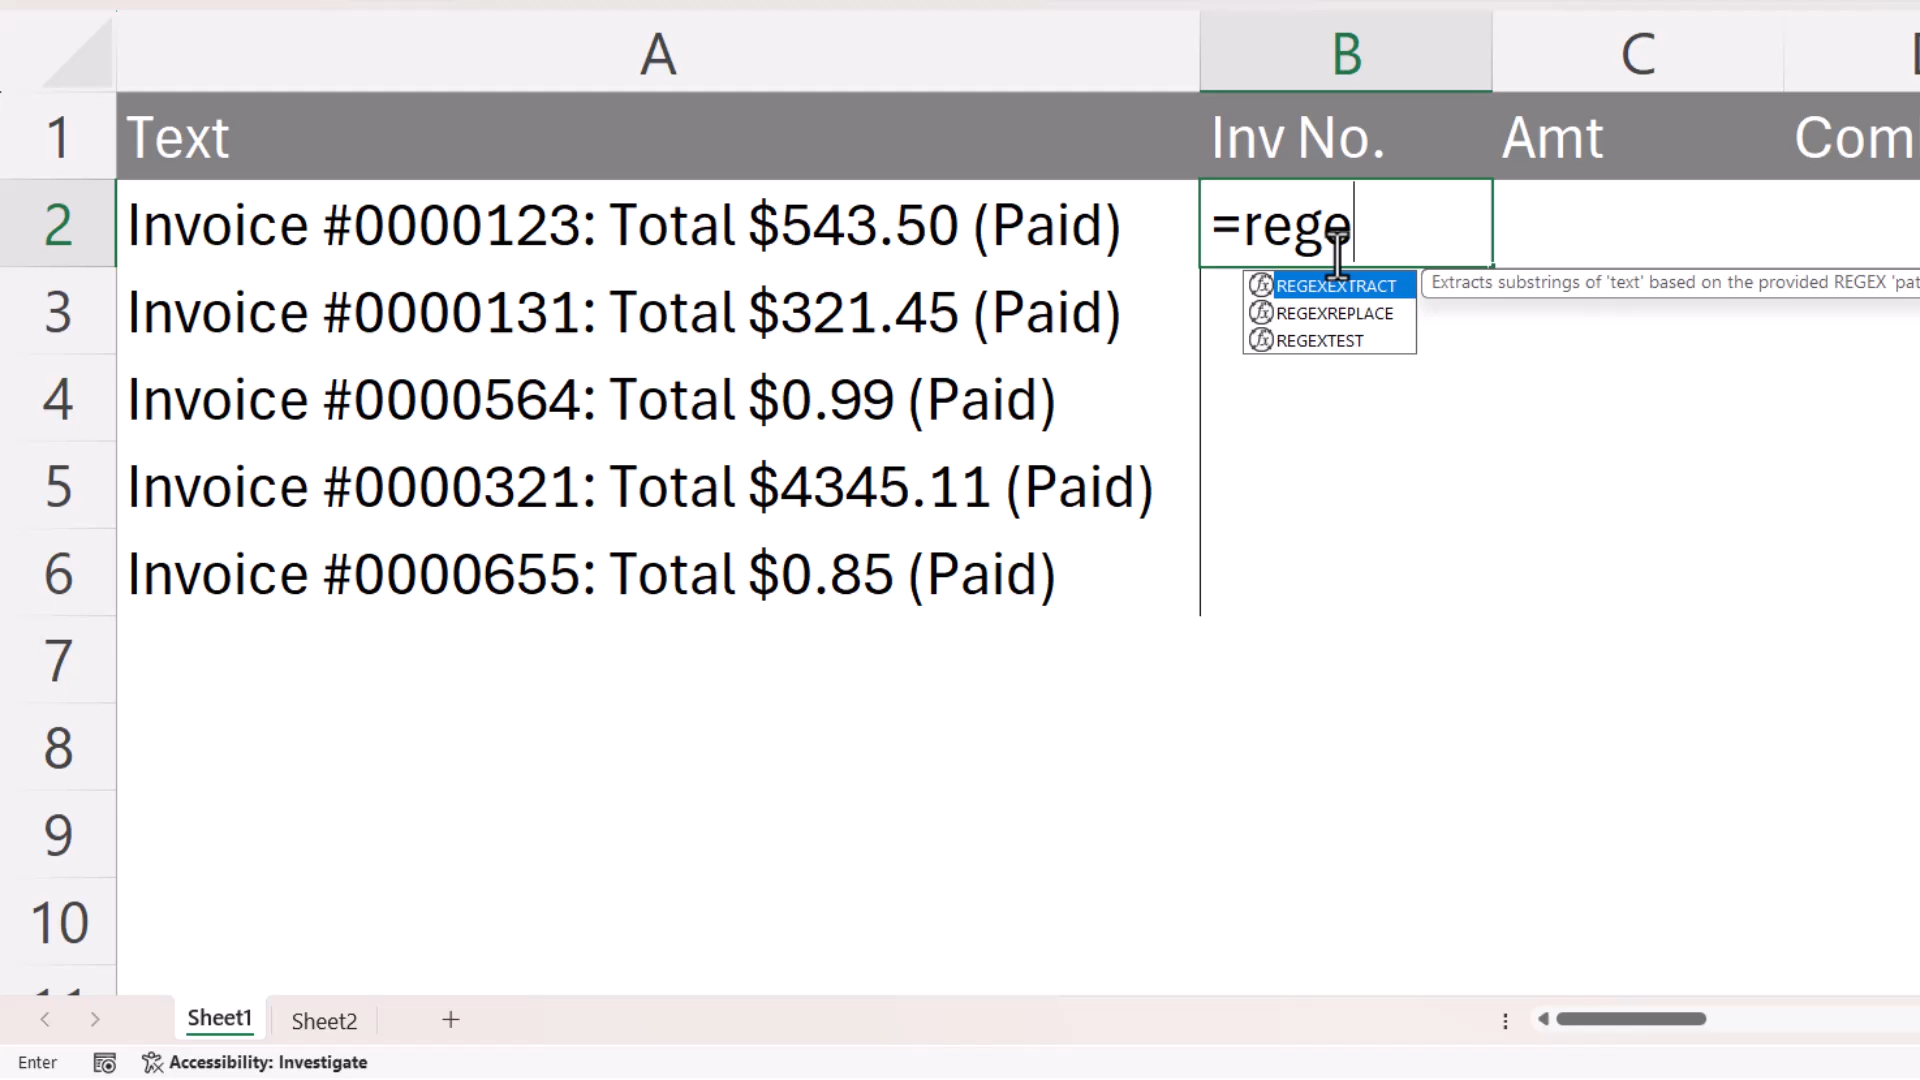 A B C
1 Text Inv No. Amt Com
2 Invoice #0000123: Total $543.50 (Paid) =rege
REGEXEXTRACT Extracts substrings of 'text' based on the provided REGEX 'pat
REGEXREPLACE
REGEXTEST
3 Invoice #0000131: Total $321.45 (Paid)
4 Invoice #0000564: Total $0.99 (Paid)
5 Invoice #0000321: Total $4345.11 (Paid)
6 Invoice #0000655: Total $0.85 (Paid)
7
8
9
10
Sheet1 Sheet2
Enter Accessibility: Investigate